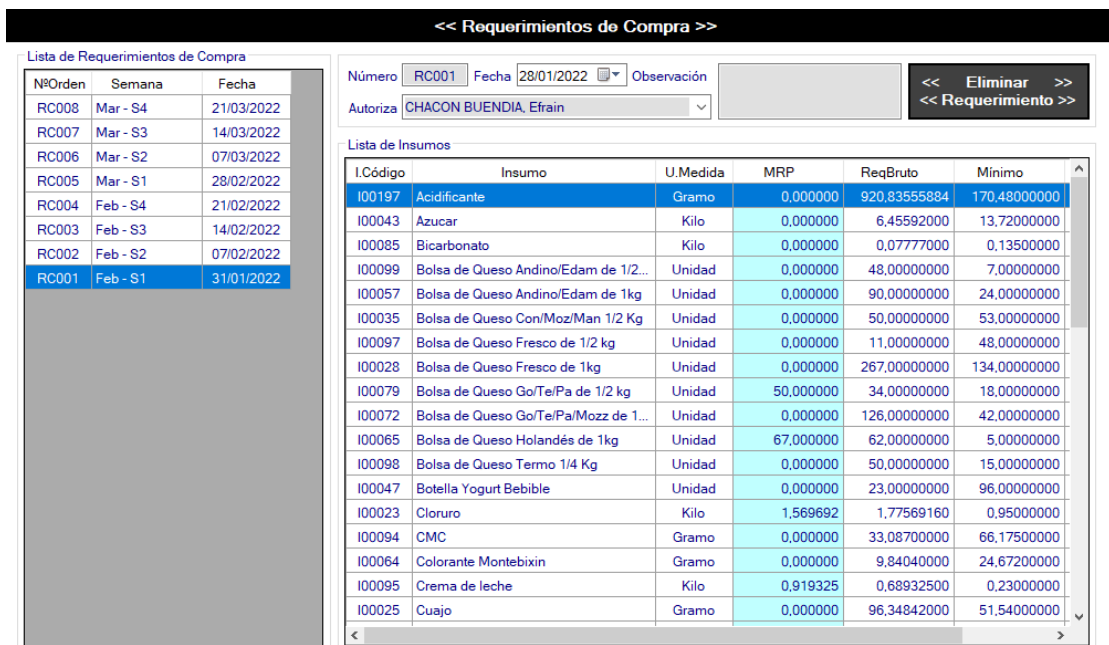 << Requerimientos de Compra >>
Lista de Requerimientos de Compra
NºOrden Semana Fecha
RC008 Mar - S4 21/03/2022
RC007 Mar - S3 14/03/2022
RC006 Mar - S2 07/03/2022
RC005 Mar - S1 28/02/2022
RC004 Feb - S4 21/02/2022
RC003 Feb - S3 14/02/2022
RC002 Feb - S2 07/02/2022
RC001 Feb - S1 31/01/2022
Número RC001 Fecha 28/01/2022 Observación
Autoriza CHACON BUENDIA, Efrain
<< Eliminar >>
<< Requerimiento >>
Lista de Insumos
I.Código Insumo U.Medida MRP ReqBruto Mínimo
I00197 Acidificante Gramo 0,000000 920,83555884 170,48000000
I00043 Azucar Kilo 0,000000 6,45592000 13,72000000
I00085 Bicarbonato Kilo 0,000000 0,07777000 0,13500000
I00099 Bolsa de Queso Andino/Edam de 1/2... Unidad 0,000000 48,00000000 7,00000000
I00057 Bolsa de Queso Andino/Edam de 1kg Unidad 0,000000 90,00000000 24,00000000
I00035 Bolsa de Queso Con/Moz/Man 1/2 Kg Unidad 0,000000 50,00000000 53,00000000
I00097 Bolsa de Queso Fresco de 1/2 kg Unidad 0,000000 11,00000000 48,00000000
I00028 Bolsa de Queso Fresco de 1kg Unidad 0,000000 267,00000000 134,00000000
I00079 Bolsa de Queso Go/Te/Pa de 1/2 kg Unidad 50,000000 34,00000000 18,00000000
I00072 Bolsa de Queso Go/Te/Pa/Mozz de 1... Unidad 0,000000 126,00000000 42,00000000
I00065 Bolsa de Queso Holandés de 1kg Unidad 67,000000 62,00000000 5,00000000
I00098 Bolsa de Queso Termo 1/4 Kg Unidad 0,000000 50,00000000 15,00000000
I00047 Botella Yogurt Bebible Unidad 0,000000 23,00000000 96,00000000
I00023 Cloruro Kilo 1,569692 1,77569160 0,95000000
I00094 CMC Gramo 0,000000 33,08700000 66,17500000
I00064 Colorante Montebixin Gramo 0,000000 9,84040000 24,67200000
I00095 Crema de leche Kilo 0,919325 0,68932500 0,23000000
I00025 Cuajo Gramo 0,000000 96,34842000 51,54000000